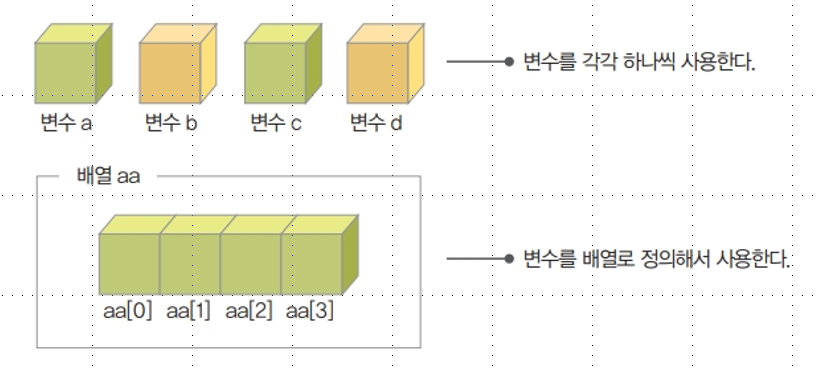 변수 a 변수 b 변수 c 변수 d
변수를 각각 하나씩 사용한다.
배열 aa
aa[0] aa[1] aa[2] aa[3]
변수를 배열로 정의해서 사용한다.